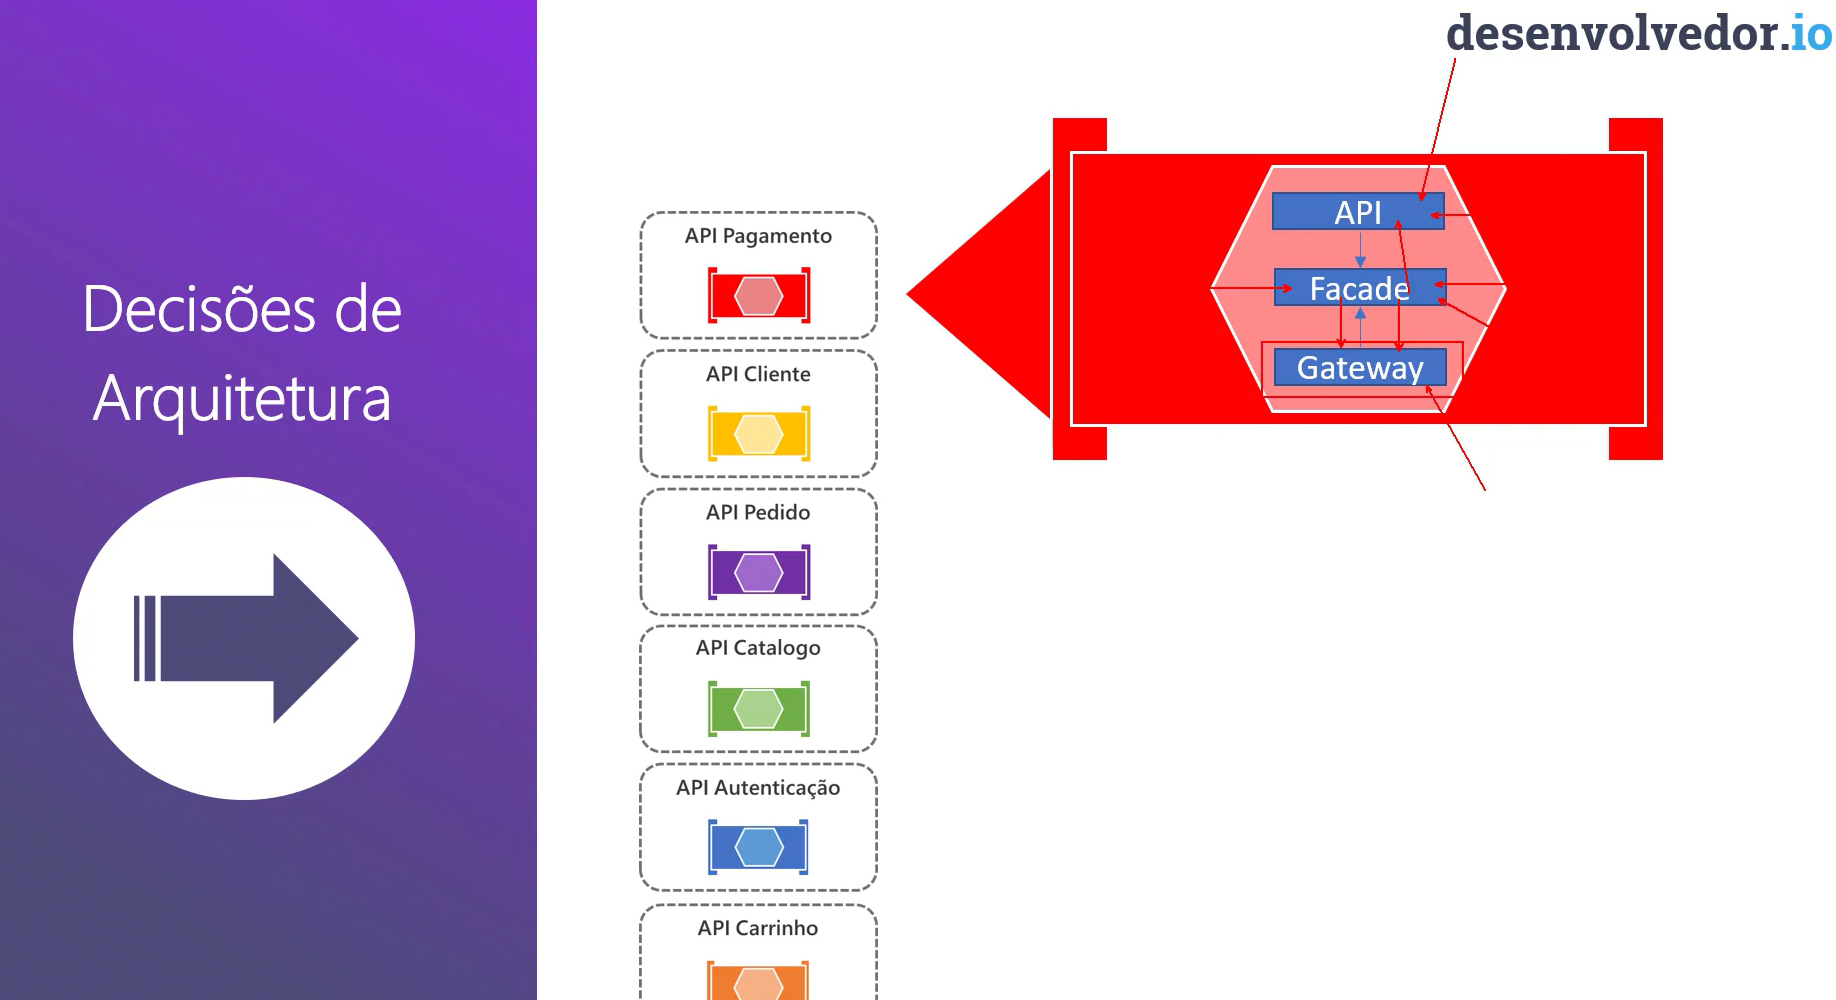 desenvolvedor.io
Decisões de
Arquitetura
API Pagamento
API Cliente
API Pedido
API Catalogo
API Autenticação
API Carrinho
API
Facade
Gateway